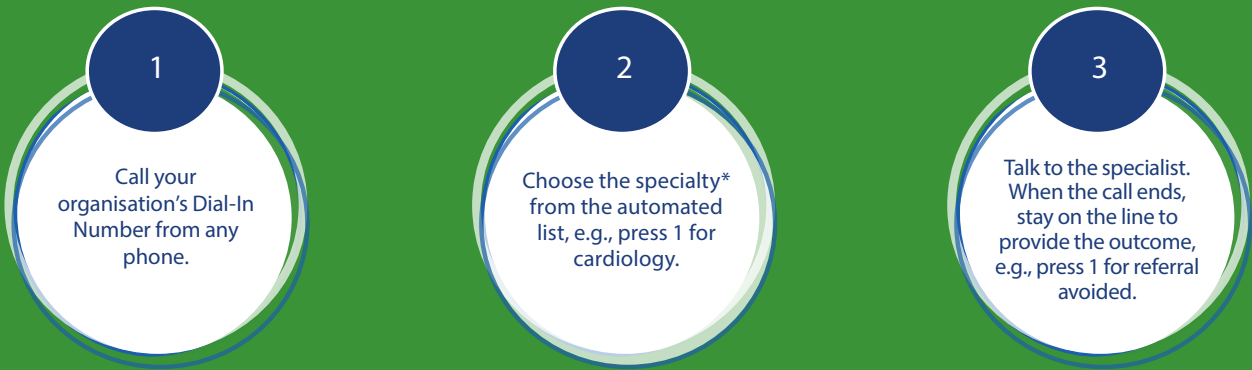 1
Call your
organisation's Dial-In
Number from any
phone.
2
Choose the specialty*
from the automated
list, e.g., press 1 for
cardiology.
3
Talk to the specialist.
When the call ends,
stay on the line to
provide the outcome,
e.g., press 1 for referral
avoided.